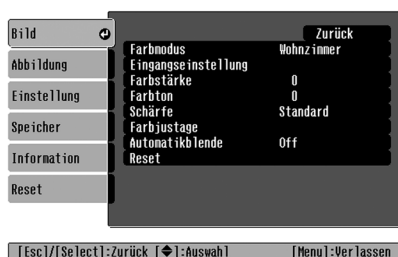 Bild
Zurück
Farbmodus Wohnzimmer
Abbildung
Eingangseinstellung
Farbstärke 0
Einstellung
Farbton 0
Schärfe Standard
Speicher
Farbjustage
Automatikblende Off
Information
Reset
Reset
[Esc]/[Select]:Zurück [♦]:Auswahl [Menu]:Verlassen